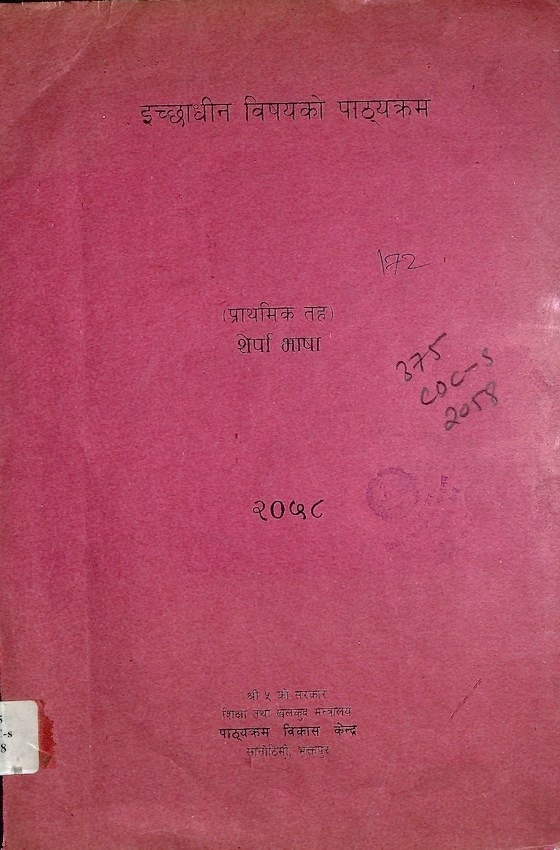 इच्छाधीन विषयको पाठ्यक्रम
172
(प्राथमिक तह)
शेर्पा भाषा
375
CDC-S
2058
२०५८
श्री ५ को सरकार
शिक्षा तथा खेलकुद मन्त्रालय
पाठ्यक्रम विकास केन्द्र
सानोठिमी, भक्तपुर